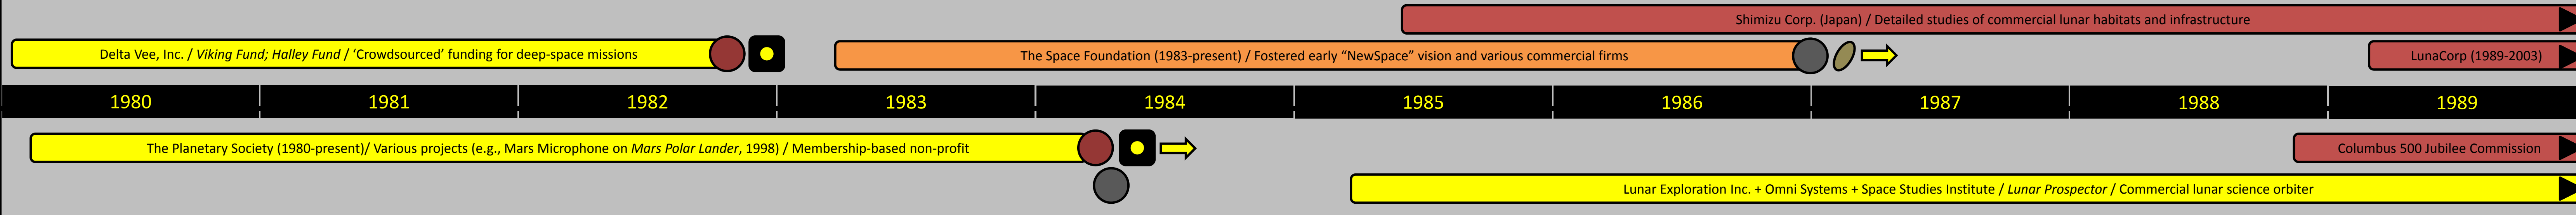 Shimizu Corp. (Japan) / Detailed studies of commercial lunar habitats and infrastructure
Delta Vee, Inc. / Viking Fund; Halley Fund / ‘Crowdsourced’ funding for deep-space missions
The Space Foundation (1983-present) / Fostered early “NewSpace” vision and various commercial firms
LunaCorp (1989-2003)
1980 1981 1982 1983 1984 1985 1986 1987 1988 1989
The Planetary Society (1980-present)/ Various projects (e.g., Mars Microphone on Mars Polar Lander, 1998) / Membership-based non-profit
Columbus 500 Jubilee Commission
Lunar Exploration Inc. + Omni Systems + Space Studies Institute / Lunar Prospector / Commercial lunar science orbiter